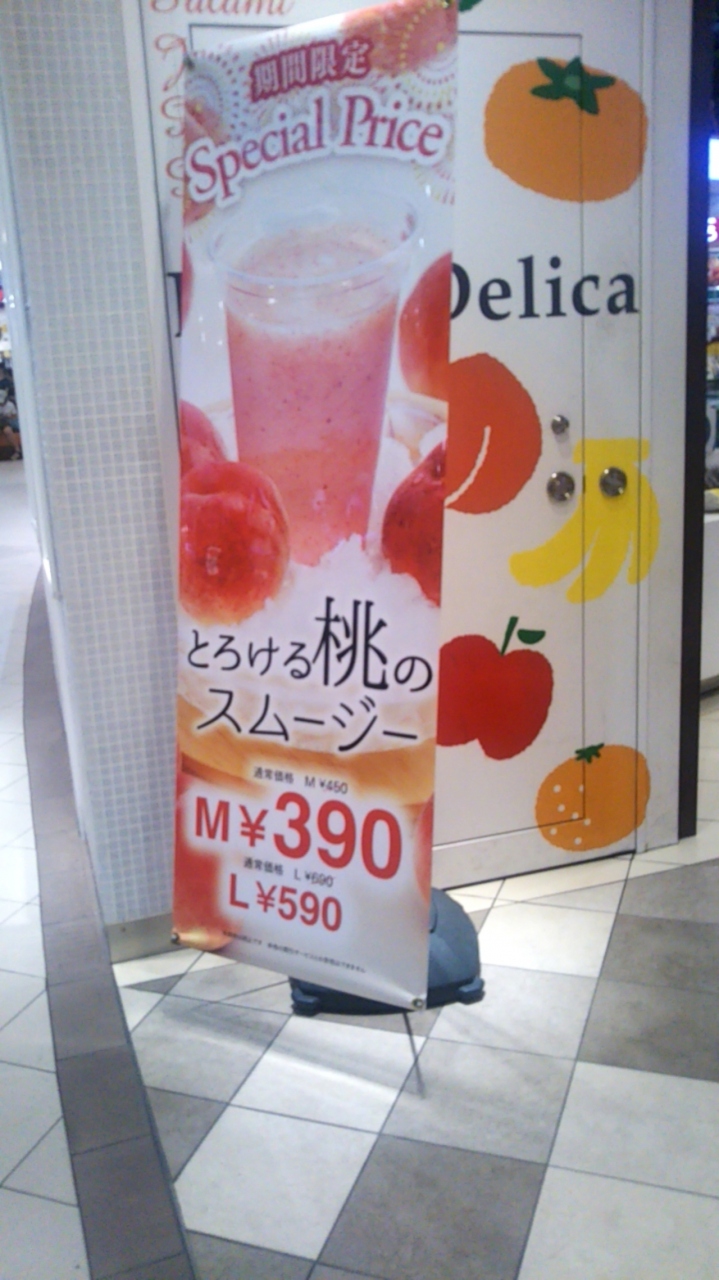 期間限定
Special Price
Delica
とろける桃の
スムージー
通常価格 M ¥450
M ¥390
通常価格 L ¥690
L ¥590